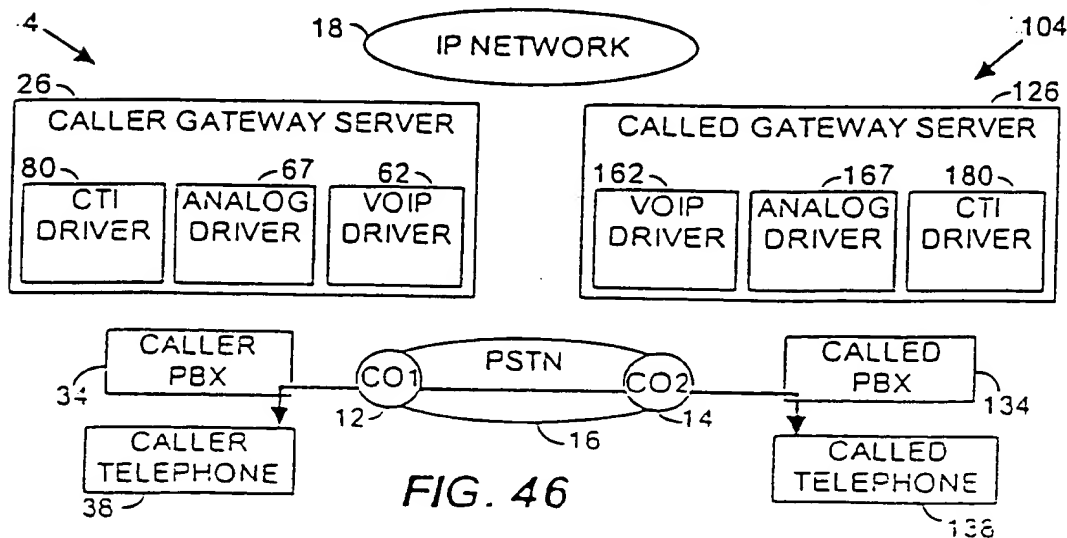 4
18
IP NETWORK
104
26
126
CALLER GATEWAY SERVER
CALLED GATEWAY SERVER
80
67
62
162
167
180
CTI
DRIVER
ANALOG
DRIVER
VOIP
DRIVER
VOIP
DRIVER
ANALOG
DRIVER
CTI
DRIVER
CALLER
PBX
PSTN
CALLED
PBX
CO1
CO2
34
12
16
14
134
CALLER
TELEPHONE
CALLED
TELEPHONE
38
138
FIG. 46